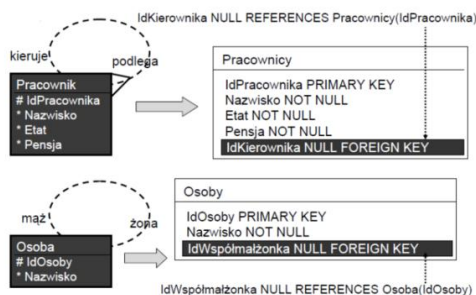 IdKierownika NULL REFERENCES Pracownicy(IdPracownika)
kieruje
podlega
Pracownik
# IdPracownika
* Nazwisko
* Etat
* Pensja
Pracownicy
IdPracownika PRIMARY KEY
Nazwisko NOT NULL
Etat NOT NULL
Pensja NOT NULL
IdKierownika NULL FOREIGN KEY
mąż
żona
Osoba
# IdOsoby
* Nazwisko
Osoby
IdOsoby PRIMARY KEY
Nazwisko NOT NULL
IdWspółmałżonka NULL FOREIGN KEY
IdWspółmałżonka NULL REFERENCES Osoba(IdOsoby)